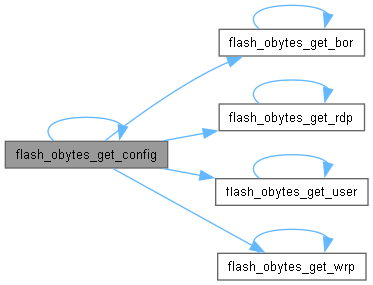 flash_obytes_get_bor
flash_obytes_get_rdp
flash_obytes_get_config
flash_obytes_get_user
flash_obytes_get_wrp